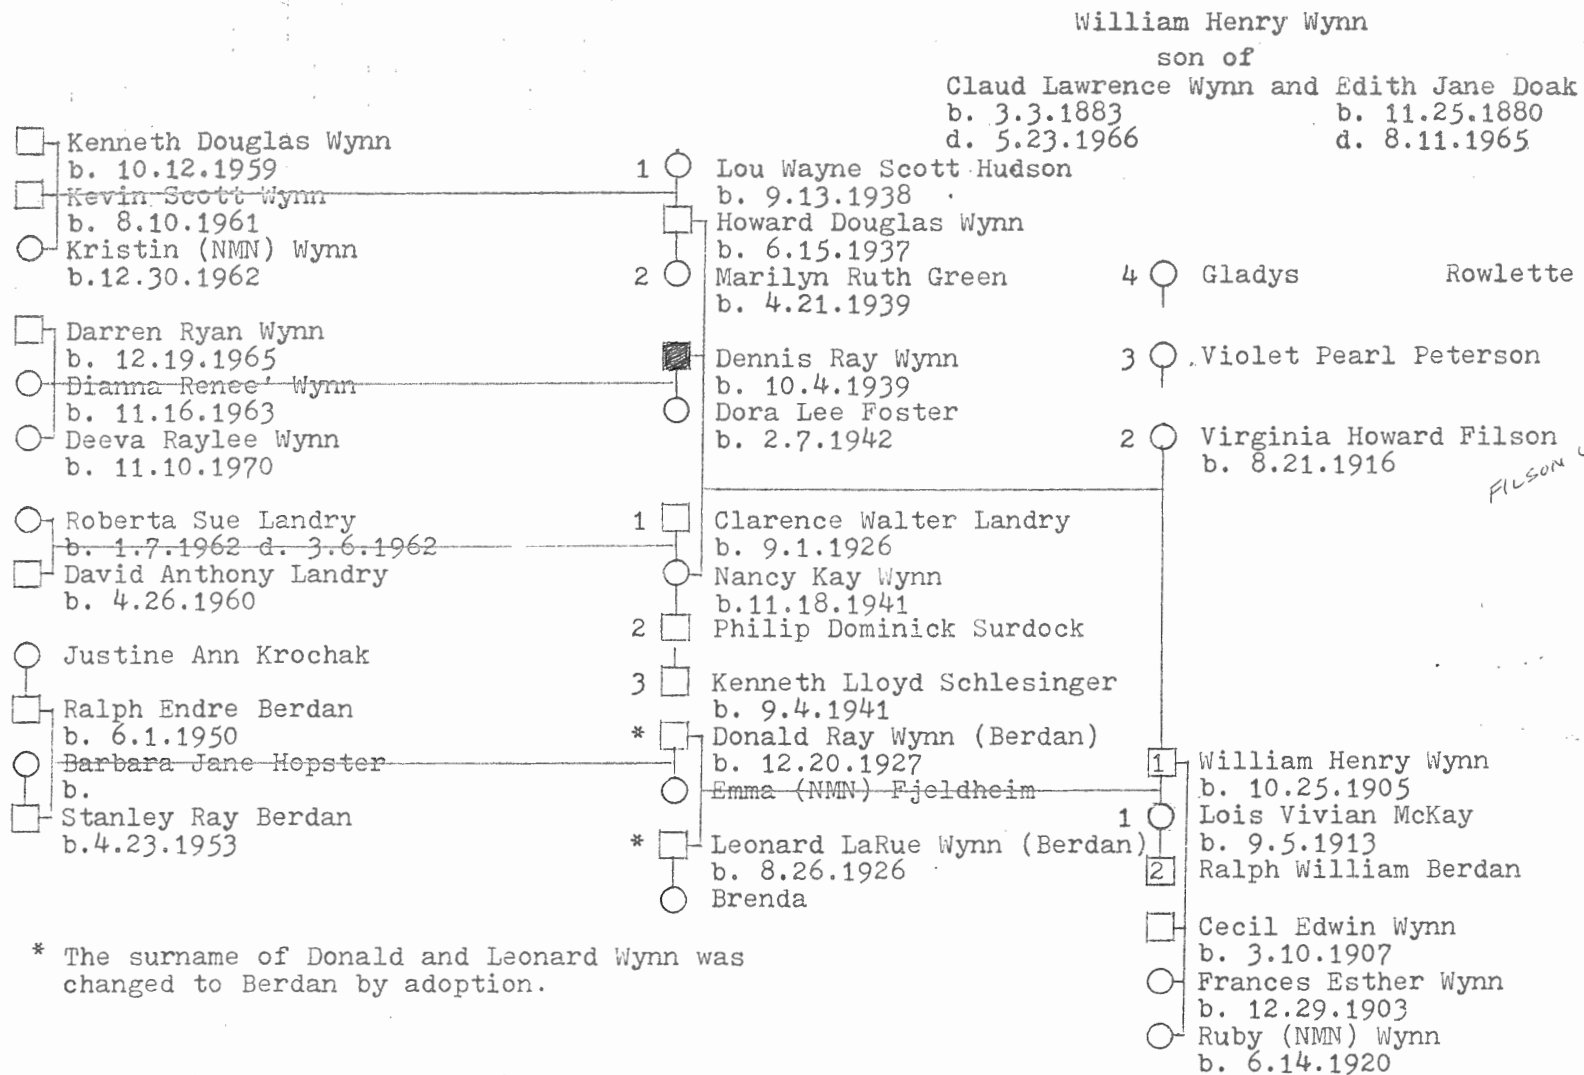 William Henry Wynn
son of
Claud Lawrence Wynn and Edith Jane Doak
b. 3.3.1883 b. 11.25.1880
d. 5.23.1966 d. 8.11.1965
Kenneth Douglas Wynn
b. 10.12.1959
Kevin Scott Wynn
b. 8.10.1961
Kristin (NMN) Wynn
b.12.30.1962
Darren Ryan Wynn
b. 12.19.1965
Dianna Renee' Wynn
b. 11.16.1963
Deeva Raylee Wynn
b. 11.10.1970
Roberta Sue Landry
b. 1.7.1962 d. 3.6.1962
David Anthony Landry
b. 4.26.1960
Justine Ann Krochak
Ralph Endre Berdan
b. 6.1.1950
Barbara Jane Hopster
b.
Stanley Ray Berdan
b.4.23.1953
1 Lou Wayne Scott Hudson
b. 9.13.1938
Howard Douglas Wynn
b. 6.15.1937
2 Marilyn Ruth Green
b. 4.21.1939
Dennis Ray Wynn
b. 10.4.1939
Dora Lee Foster
b. 2.7.1942
1 Clarence Walter Landry
b. 9.1.1926
Nancy Kay Wynn
b.11.18.1941
2 Philip Dominick Surdock
3 Kenneth Lloyd Schlesinger
b. 9.4.1941
* Donald Ray Wynn (Berdan)
b. 12.20.1927
Emma (NMN) Fjeldheim
* Leonard LaRue Wynn (Berdan)
b. 8.26.1926
Brenda
4 Gladys Rowlette
3 Violet Pearl Peterson
2 Virginia Howard Filson
b. 8.21.1916
FILSON
1 William Henry Wynn
b. 10.25.1905
1 Lois Vivian McKay
b. 9.5.1913
2 Ralph William Berdan
Cecil Edwin Wynn
b. 3.10.1907
Frances Esther Wynn
b. 12.29.1903
Ruby (NMN) Wynn
b. 6.14.1920
* The surname of Donald and Leonard Wynn was
changed to Berdan by adoption.